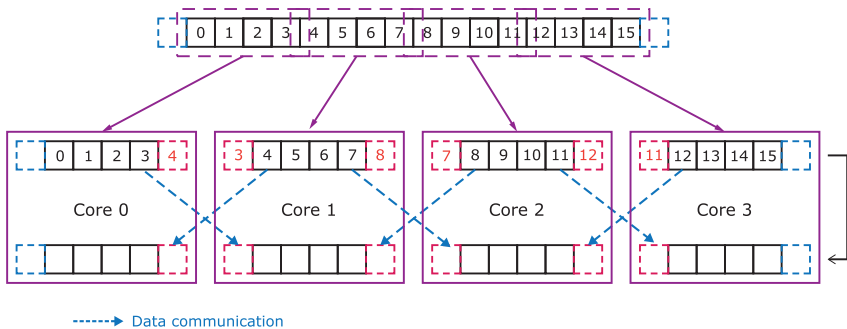 0 1 2 3 4 5 6 7 8 9 10 11 12 13 14 15
0 1 2 3 4 3 4 5 6 7 8 7 8 9 10 11 12 11 12 13 14 15
Core 0 Core 1 Core 2 Core 3
Data communication